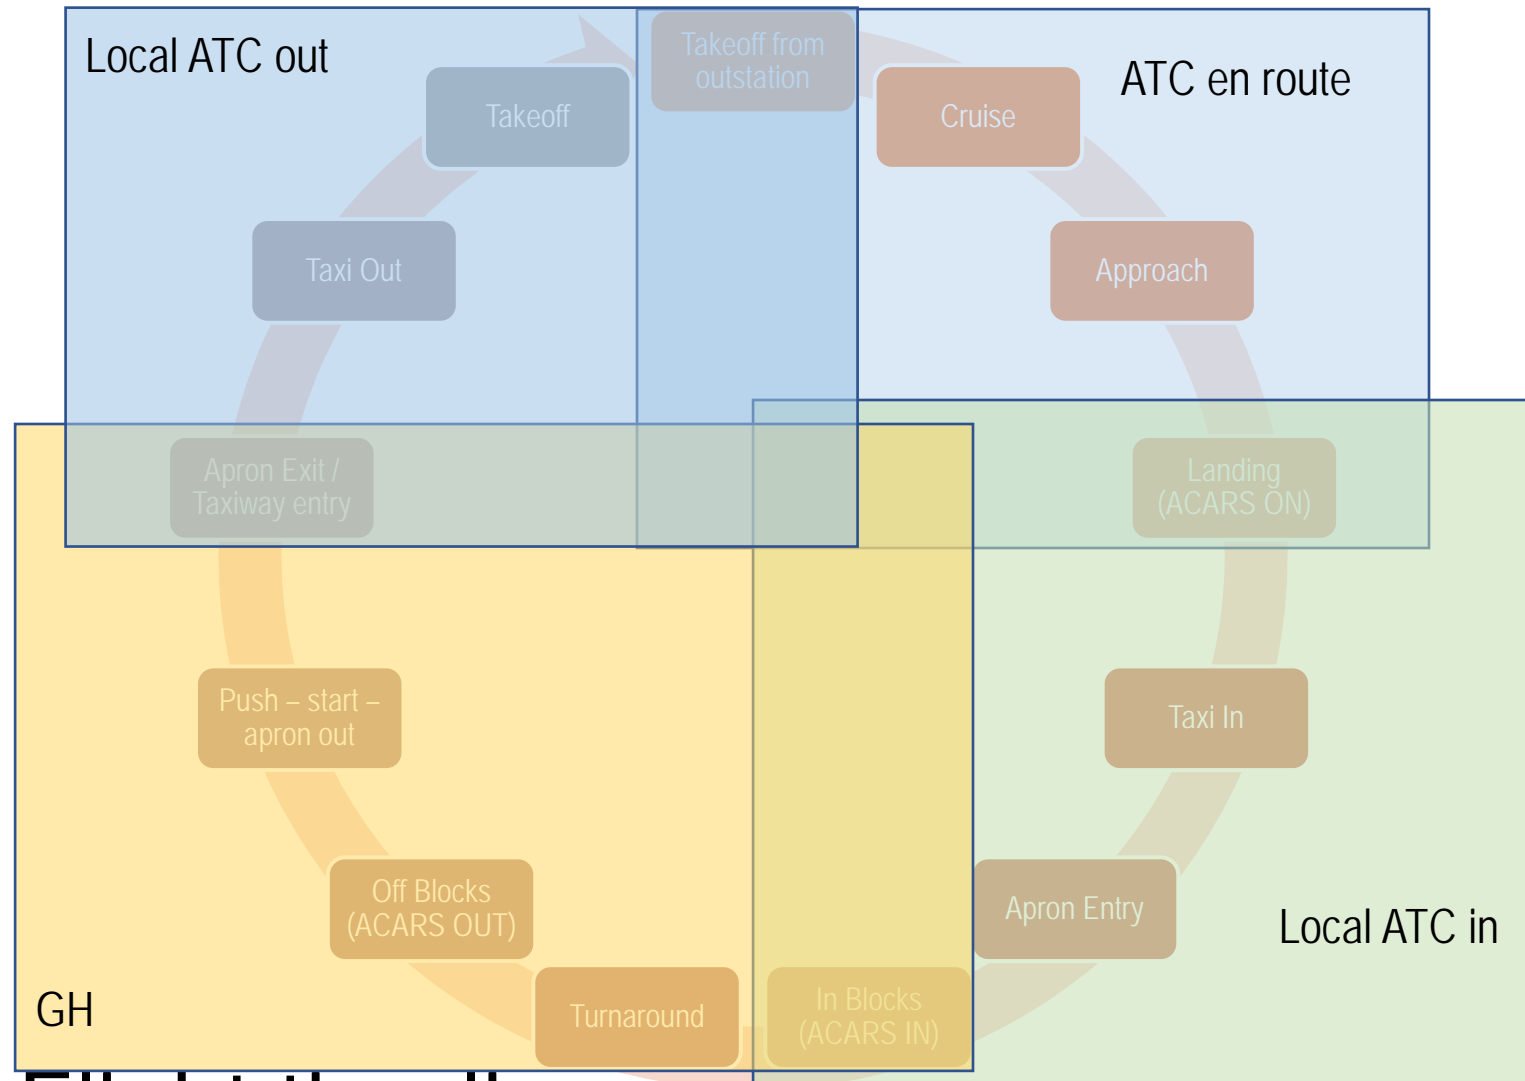 Local ATC out
Takeoff from
outstation
ATC en route
Takeoff
Cruise
Taxi Out
Approach
Apron Exit /
Taxiway entry
Landing
(ACARS ON)
Push – start –
apron out
Taxi In
Off Blocks
(ACARS OUT)
Apron Entry
Local ATC in
GH
Turnaround
In Blocks
(ACARS IN)